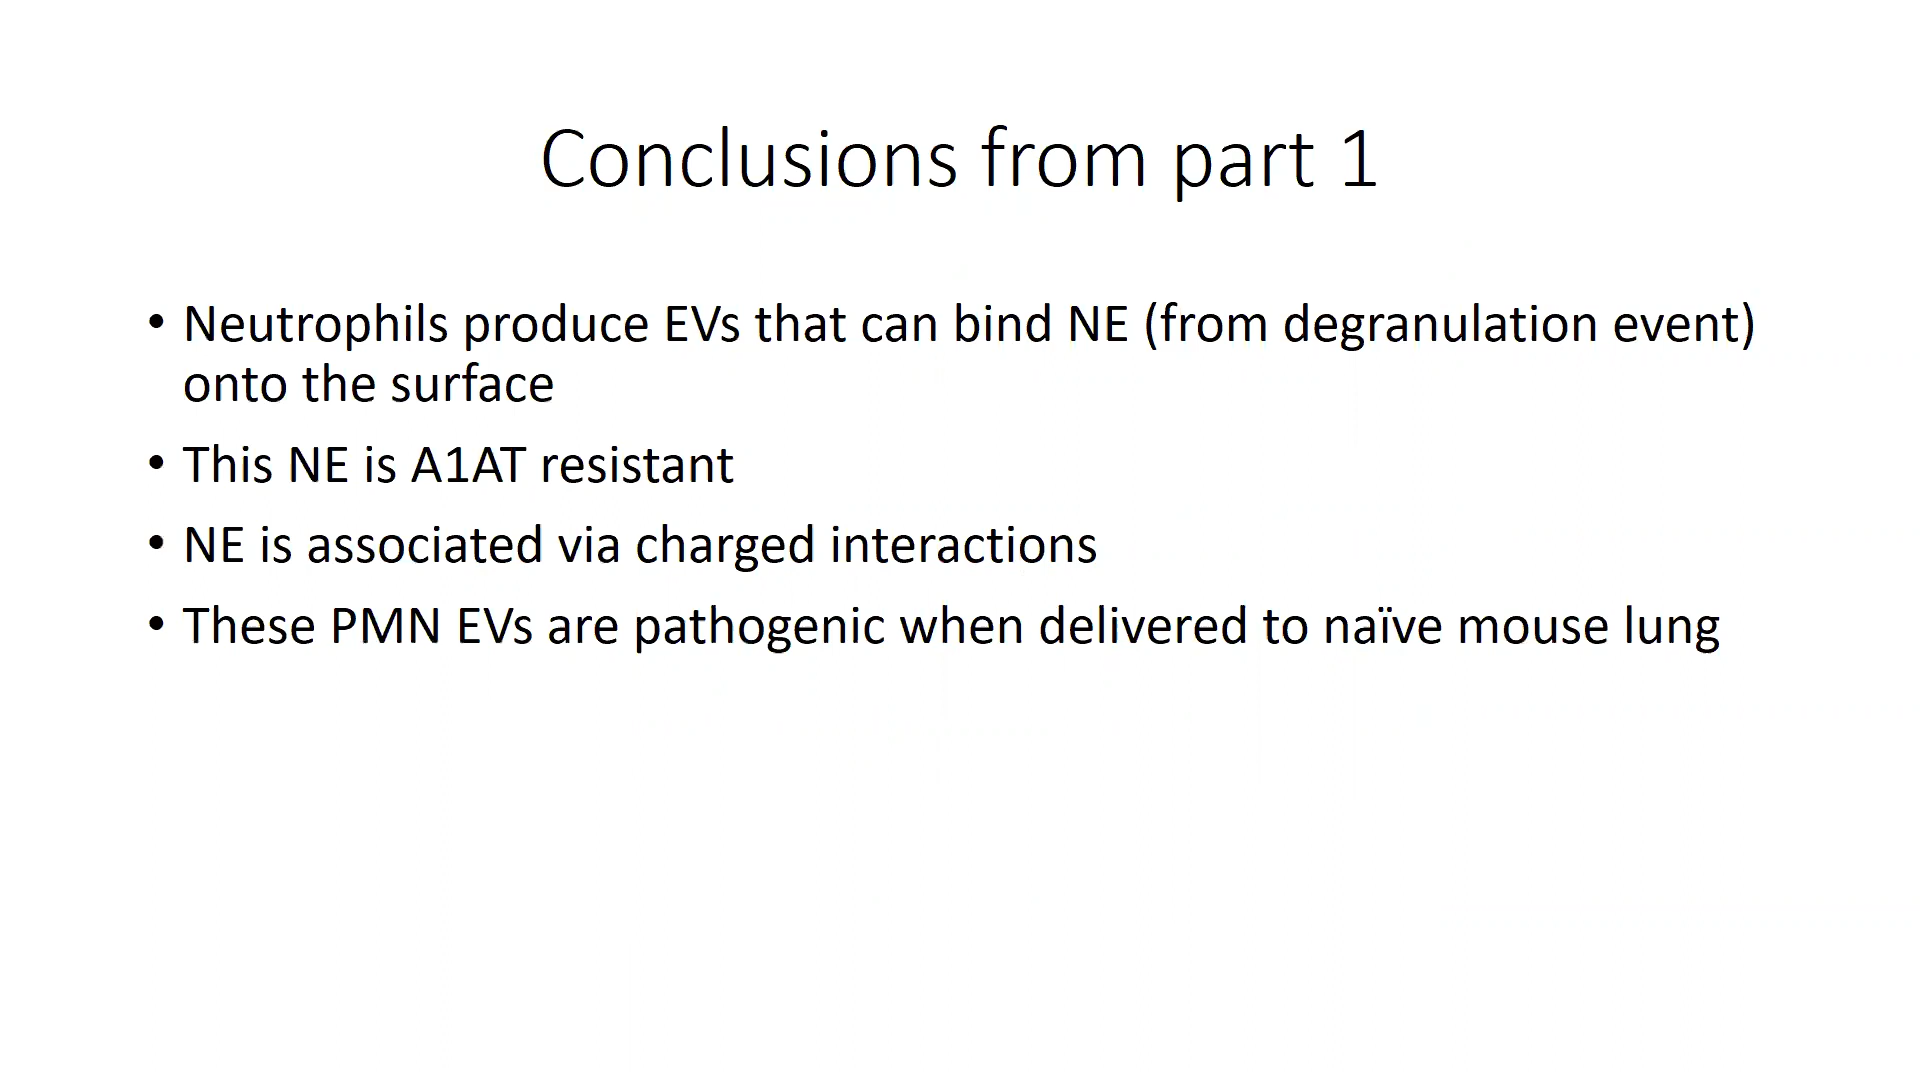 Conclusions from part 1
• Neutrophils produce EVs that can bind NE (from degranulation event)
onto the surface
• This NE is A1AT resistant
• NE is associated via charged interactions
• These PMN EVs are pathogenic when delivered to naïve mouse lung